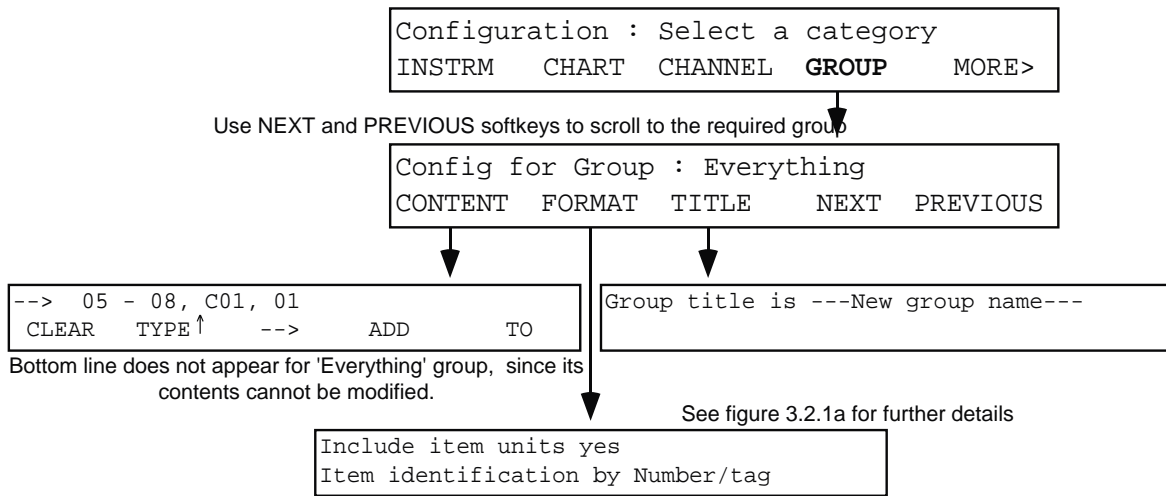 Configuration : Select a category
INSTRM CHART CHANNEL GROUP MORE>
Use NEXT and PREVIOUS softkeys to scroll to the required group
Config for Group : Everything
CONTENT FORMAT TITLE NEXT PREVIOUS
--> 05 - 08, C01, 01
CLEAR TYPE↑ --> ADD TO
Bottom line does not appear for 'Everything' group, since its
contents cannot be modified.
Group title is ---New group name---
See figure 3.2.1a for further details
Include item units yes
Item identification by Number/tag